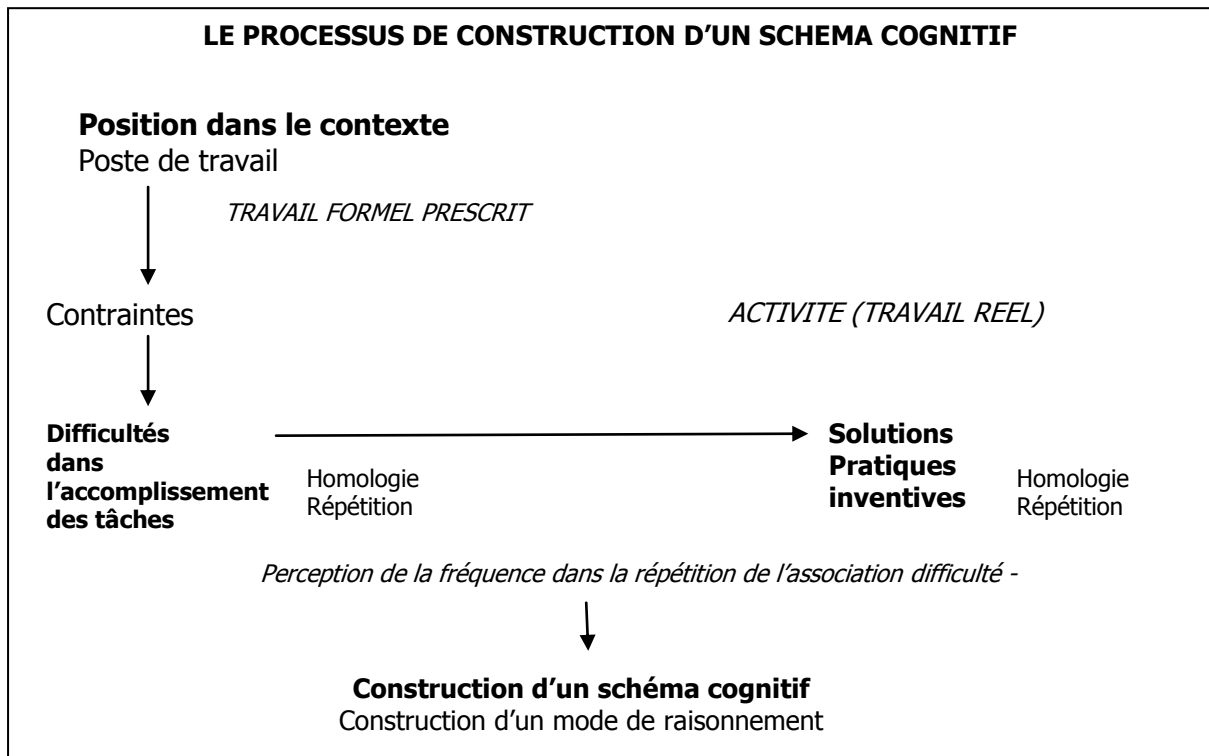 LE PROCESSUS DE CONSTRUCTION D'UN SCHEMA COGNITIF
Position dans le contexte
Poste de travail
TRAVAIL FORMEL PRESCRIT
Contraintes
ACTIVITE (TRAVAIL REEL)
Difficultés
dans
l'accomplissement
des tâches
Homologie
Répétition
Solutions
Pratiques
inventives
Homologie
Répétition
Perception de la fréquence dans la répétition de l'association difficulté -
Construction d'un schéma cognitif
Construction d'un mode de raisonnement